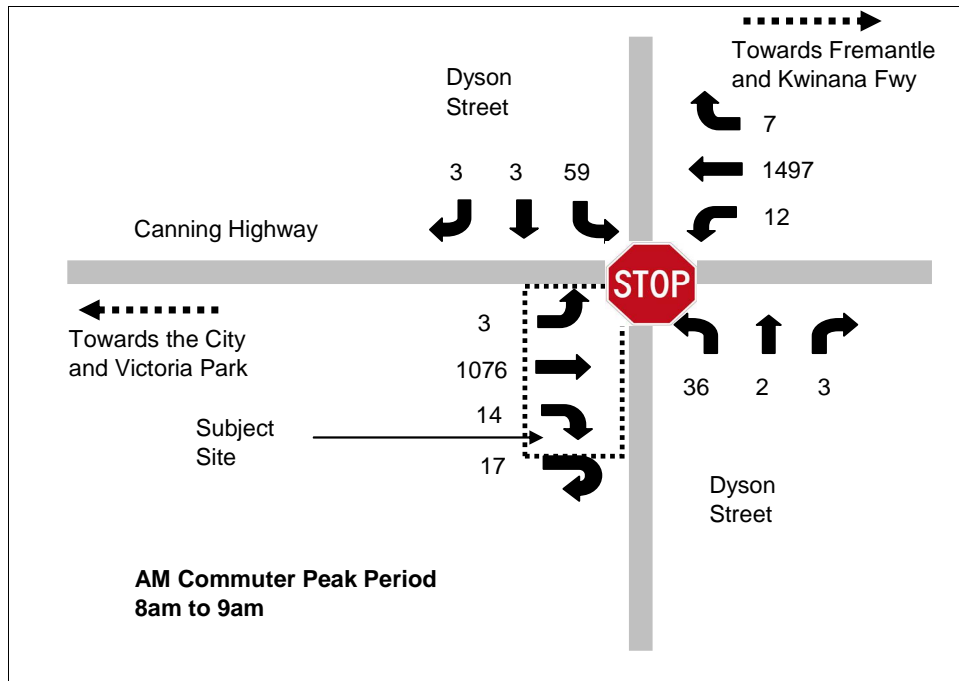 Towards Fremantle
and Kwinana Fwy
Dyson
Street
7
3 3 59
1497
12
Canning Highway
STOP
Towards the City
and Victoria Park
3
1076
36 2 3
14
Subject
Site
17
Dyson
Street
AM Commuter Peak Period
8am to 9am